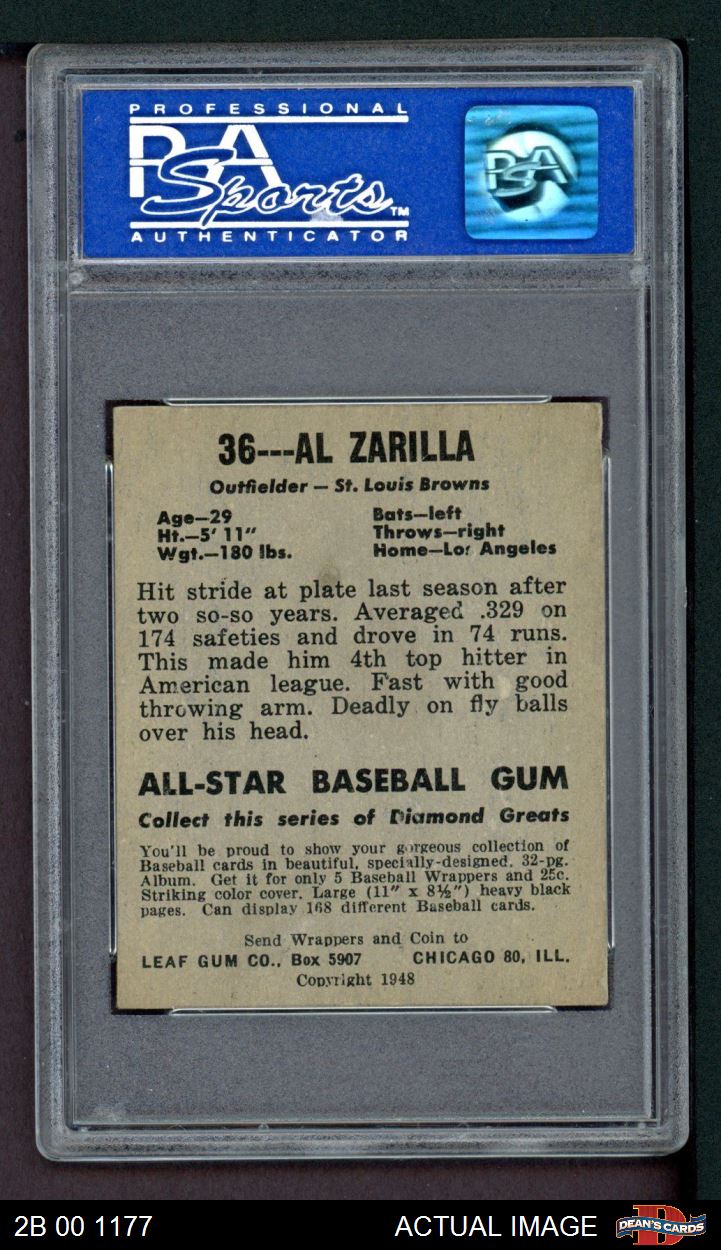 PROFESSIONAL
PSA
Sports™
AUTHENTICATOR
PSA
36---AL ZARILLA
Outfielder — St. Louis Browns
Age—29
Bats—left
Ht.—5' 11"
Throws—right
Wgt.—180 lbs.
Home—Los Angeles
Hit stride at plate last season after
two so-so years. Averaged .329 on
174 safeties and drove in 74 runs.
This made him 4th top hitter in
American league. Fast with good
throwing arm. Deadly on fly balls
over his head.
ALL-STAR BASEBALL GUM
Collect this series of Diamond Greats
You'll be proud to show your gorgeous collection of
Baseball cards in beautiful, specially-designed, 32-pg.
Album. Get it for only 5 Baseball Wrappers and 25c.
Striking color cover. Large (11" x 8½") heavy black
pages. Can display 168 different Baseball cards.
Send Wrappers and Coin to
LEAF GUM CO., Box 5907 CHICAGO 80, ILL.
Copyright 1948
2B 00 1177
ACTUAL IMAGE
D
DEAN'S CARDS